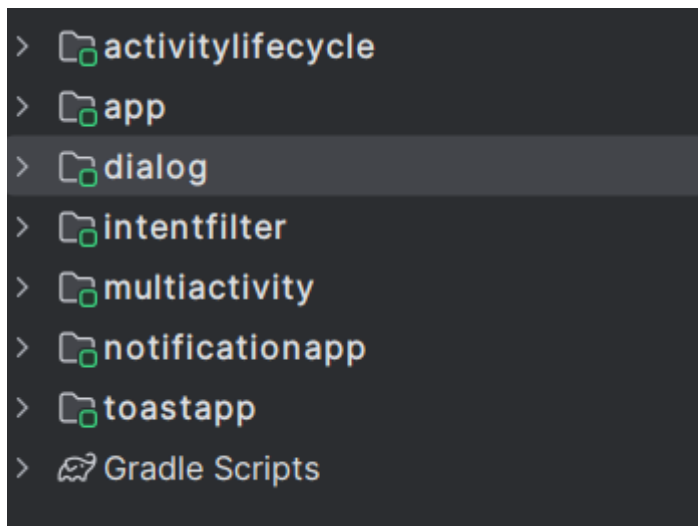 activitylifecycle
app
dialog
intentfilter
multiactivity
notificationapp
toastapp
Gradle Scripts